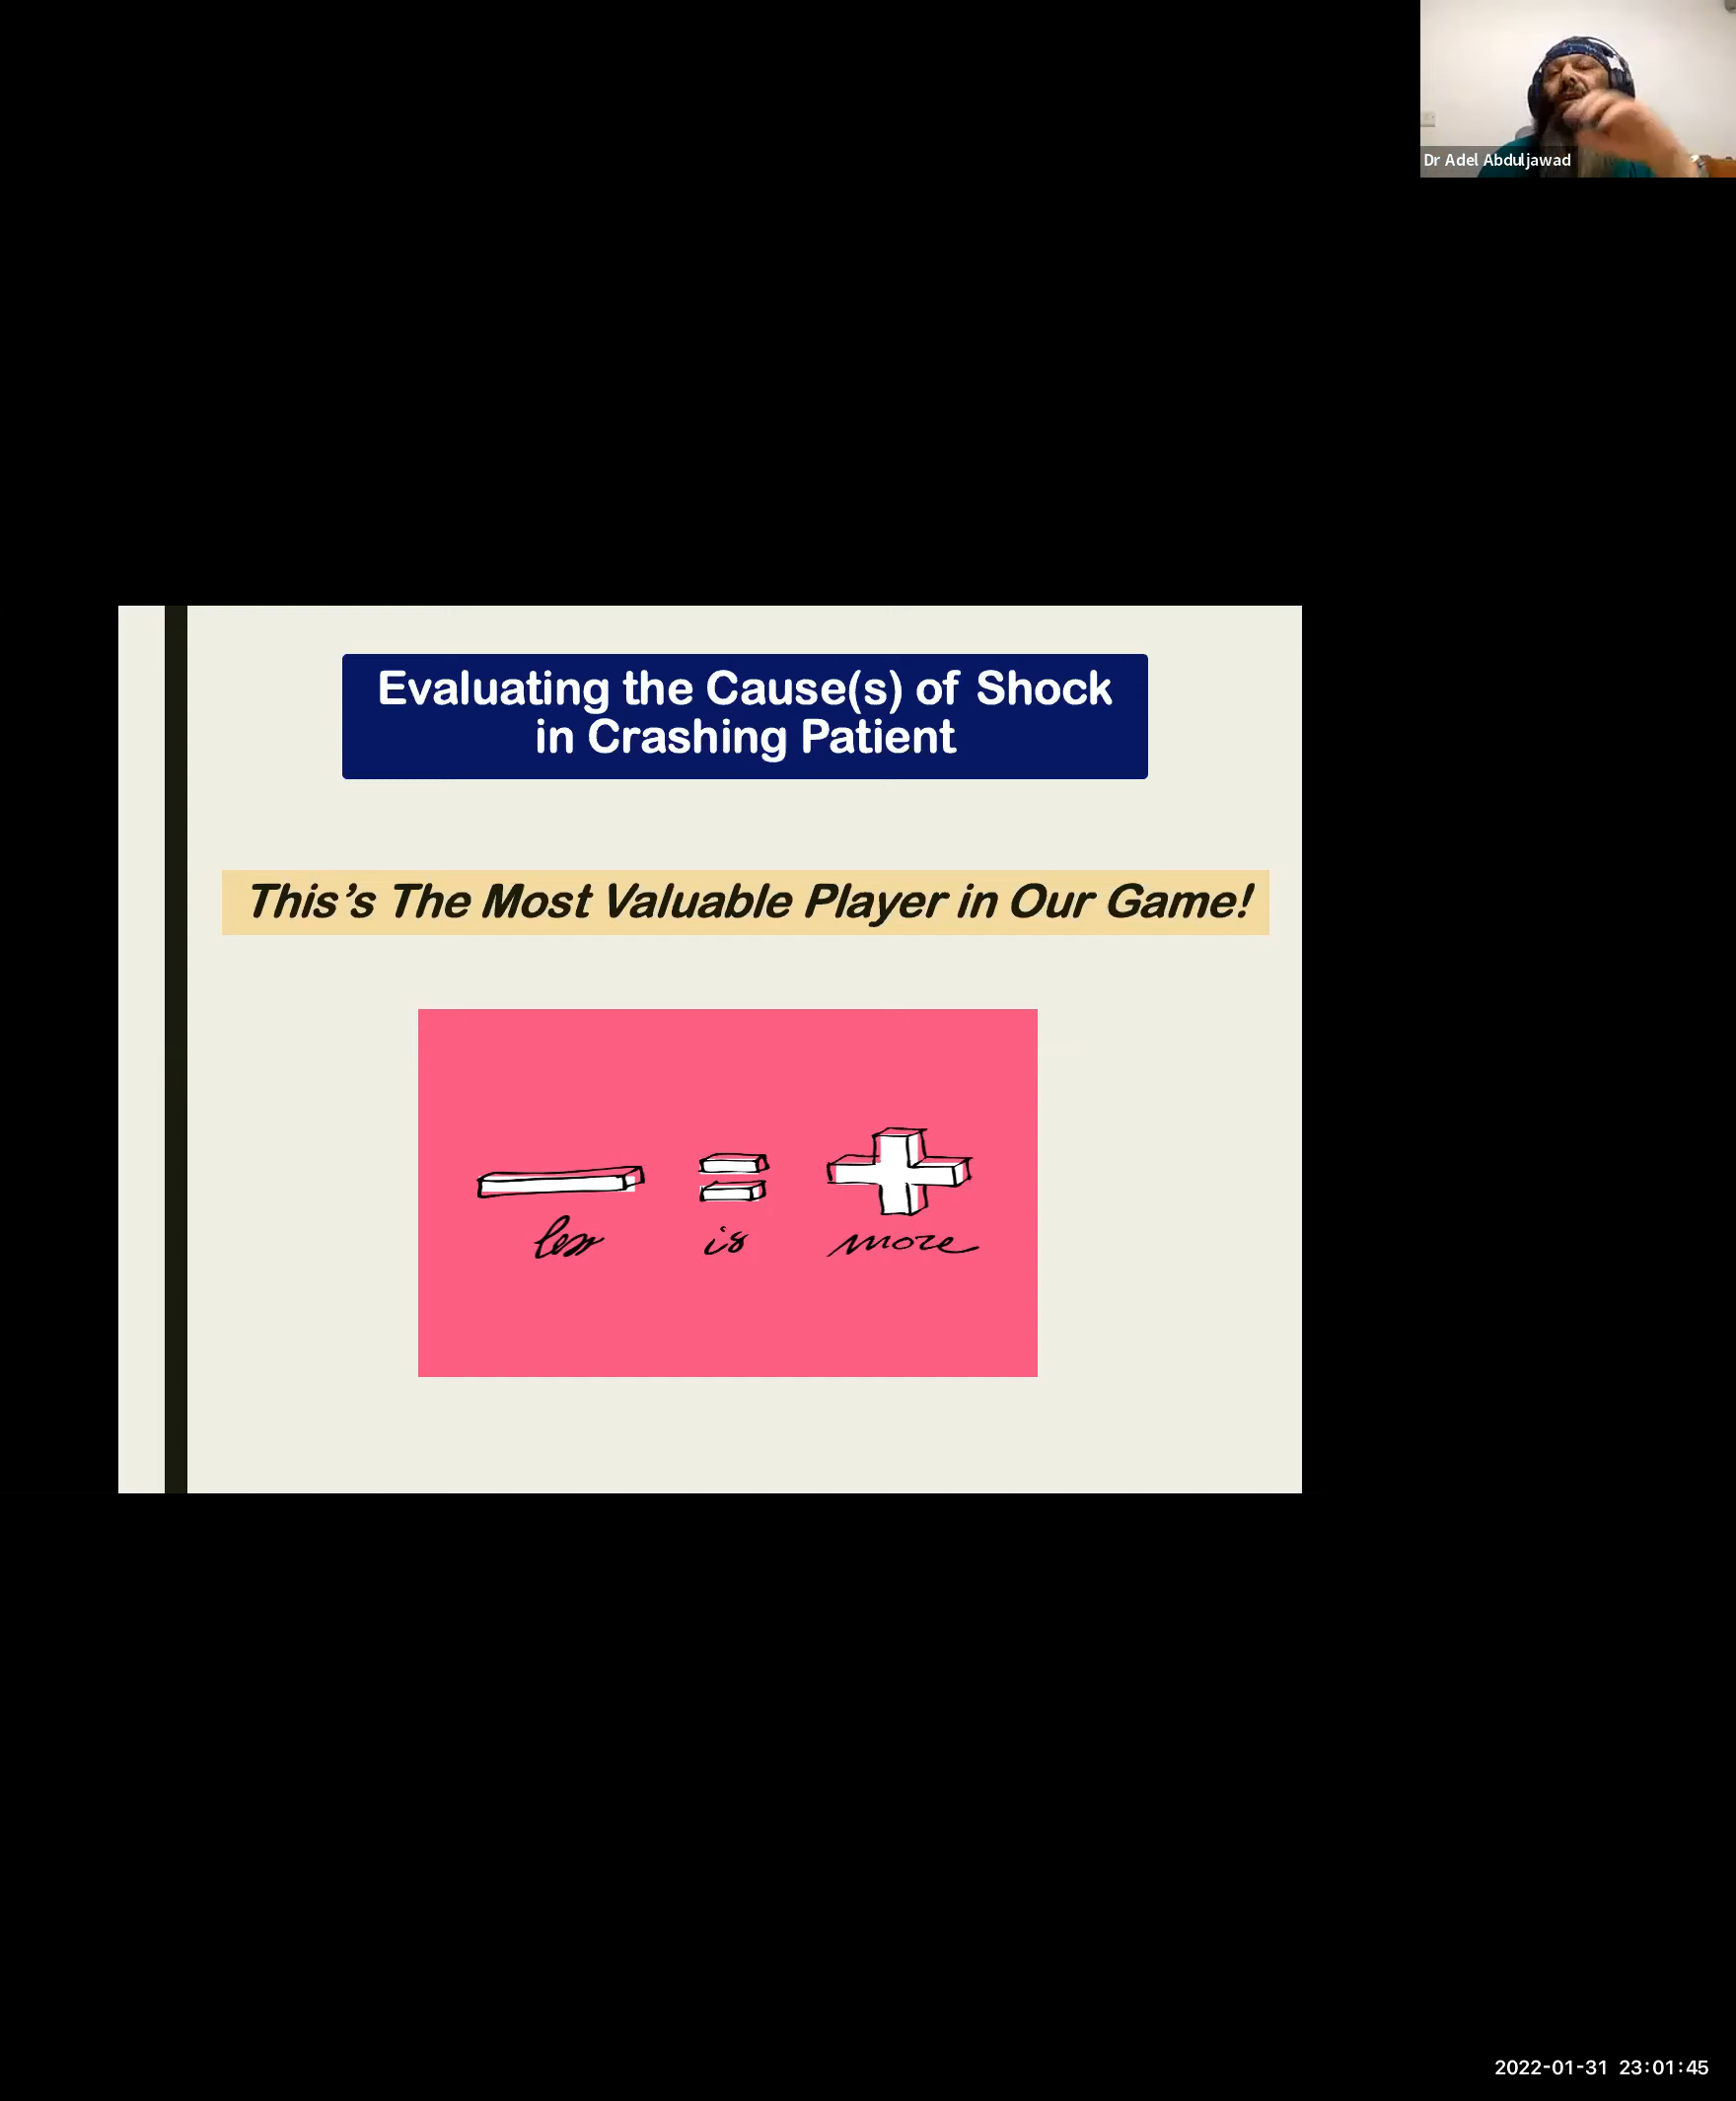 Dr Adel Abduljawad
Evaluating the Cause(s) of Shock
in Crashing Patient
This’s The Most Valuable Player in Our Game!
less is more
2022-01-31 23:01:45